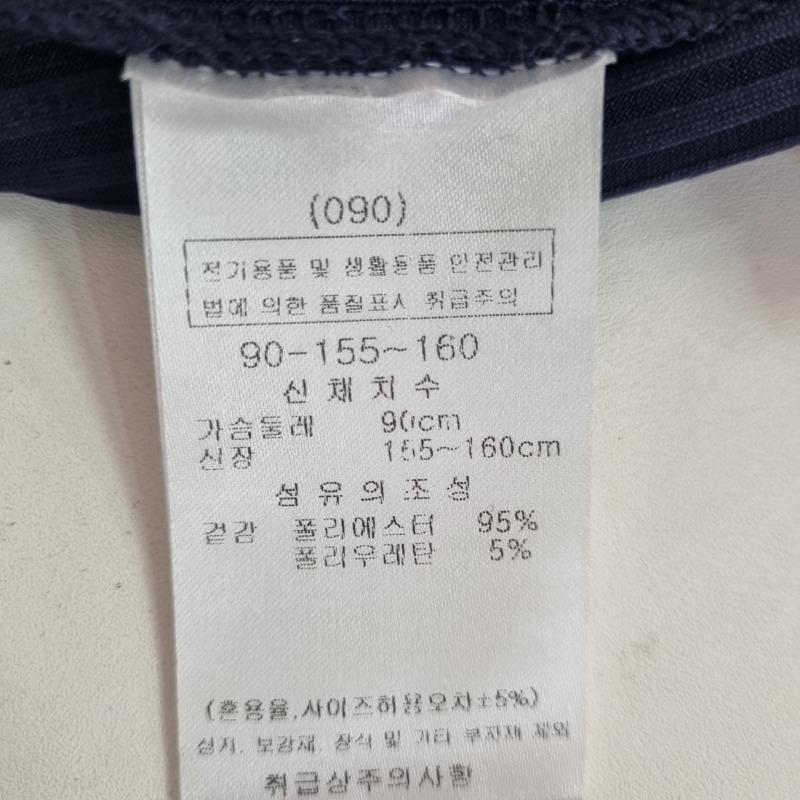 (090)
전기용품 및 생활용품 안전관리
법에 의한 품질표시 취급주의
90-155~160
신체치수
가슴둘레 90cm
신장 155~160cm
섬유의조성
겉감 폴리에스터 95%
폴리우레탄 5%
(혼용율,사이즈허용오차±5%)
심지, 보강재, 장식 및 기타 부자재 제외
취급상주의사항